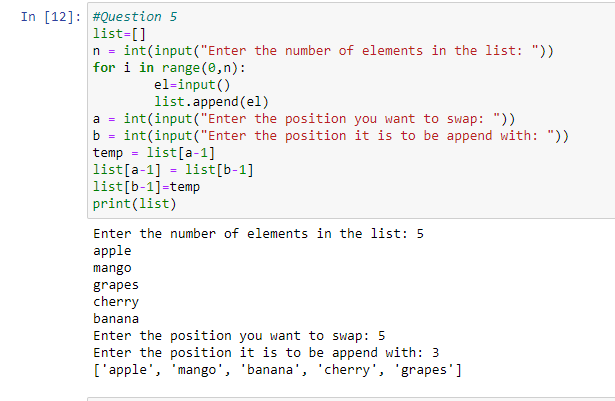 In [12]: #Question 5
list=[]
n = int(input("Enter the number of elements in the list: "))
for i in range(0,n):
        el=input()
        list.append(el)
a = int(input("Enter the position you want to swap: "))
b = int(input("Enter the position it is to be append with: "))
temp = list[a-1]
list[a-1] = list[b-1]
list[b-1]=temp
print(list)
Enter the number of elements in the list: 5
apple
mango
grapes
cherry
banana
Enter the position you want to swap: 5
Enter the position it is to be append with: 3
['apple', 'mango', 'banana', 'cherry', 'grapes']